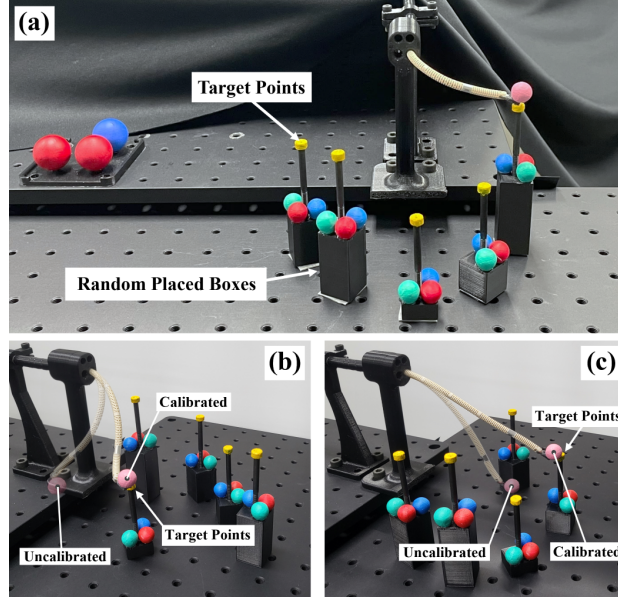 (a)
Target Points
Random Placed Boxes
(b)
Calibrated
Uncalibrated
Target Points
(c)
Target Points
Uncalibrated
Calibrated